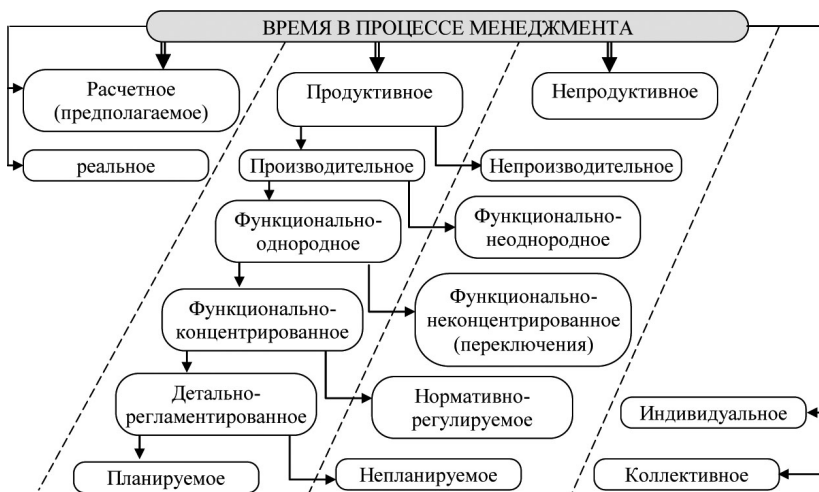 ВРЕМЯ В ПРОЦЕССЕ МЕНЕДЖМЕНТА
Расчетное
(предполагаемое)
Продуктивное
Непродуктивное
реальное
Производительное
Непроизводительное
Функционально-
однородное
Функционально-
неоднородное
Функционально-
концентрированное
Функционально-
неконцентрированное
(переключения)
Детально-
регламентированное
Нормативно-
регулируемое
Индивидуальное
Планируемое
Непланируемое
Коллективное